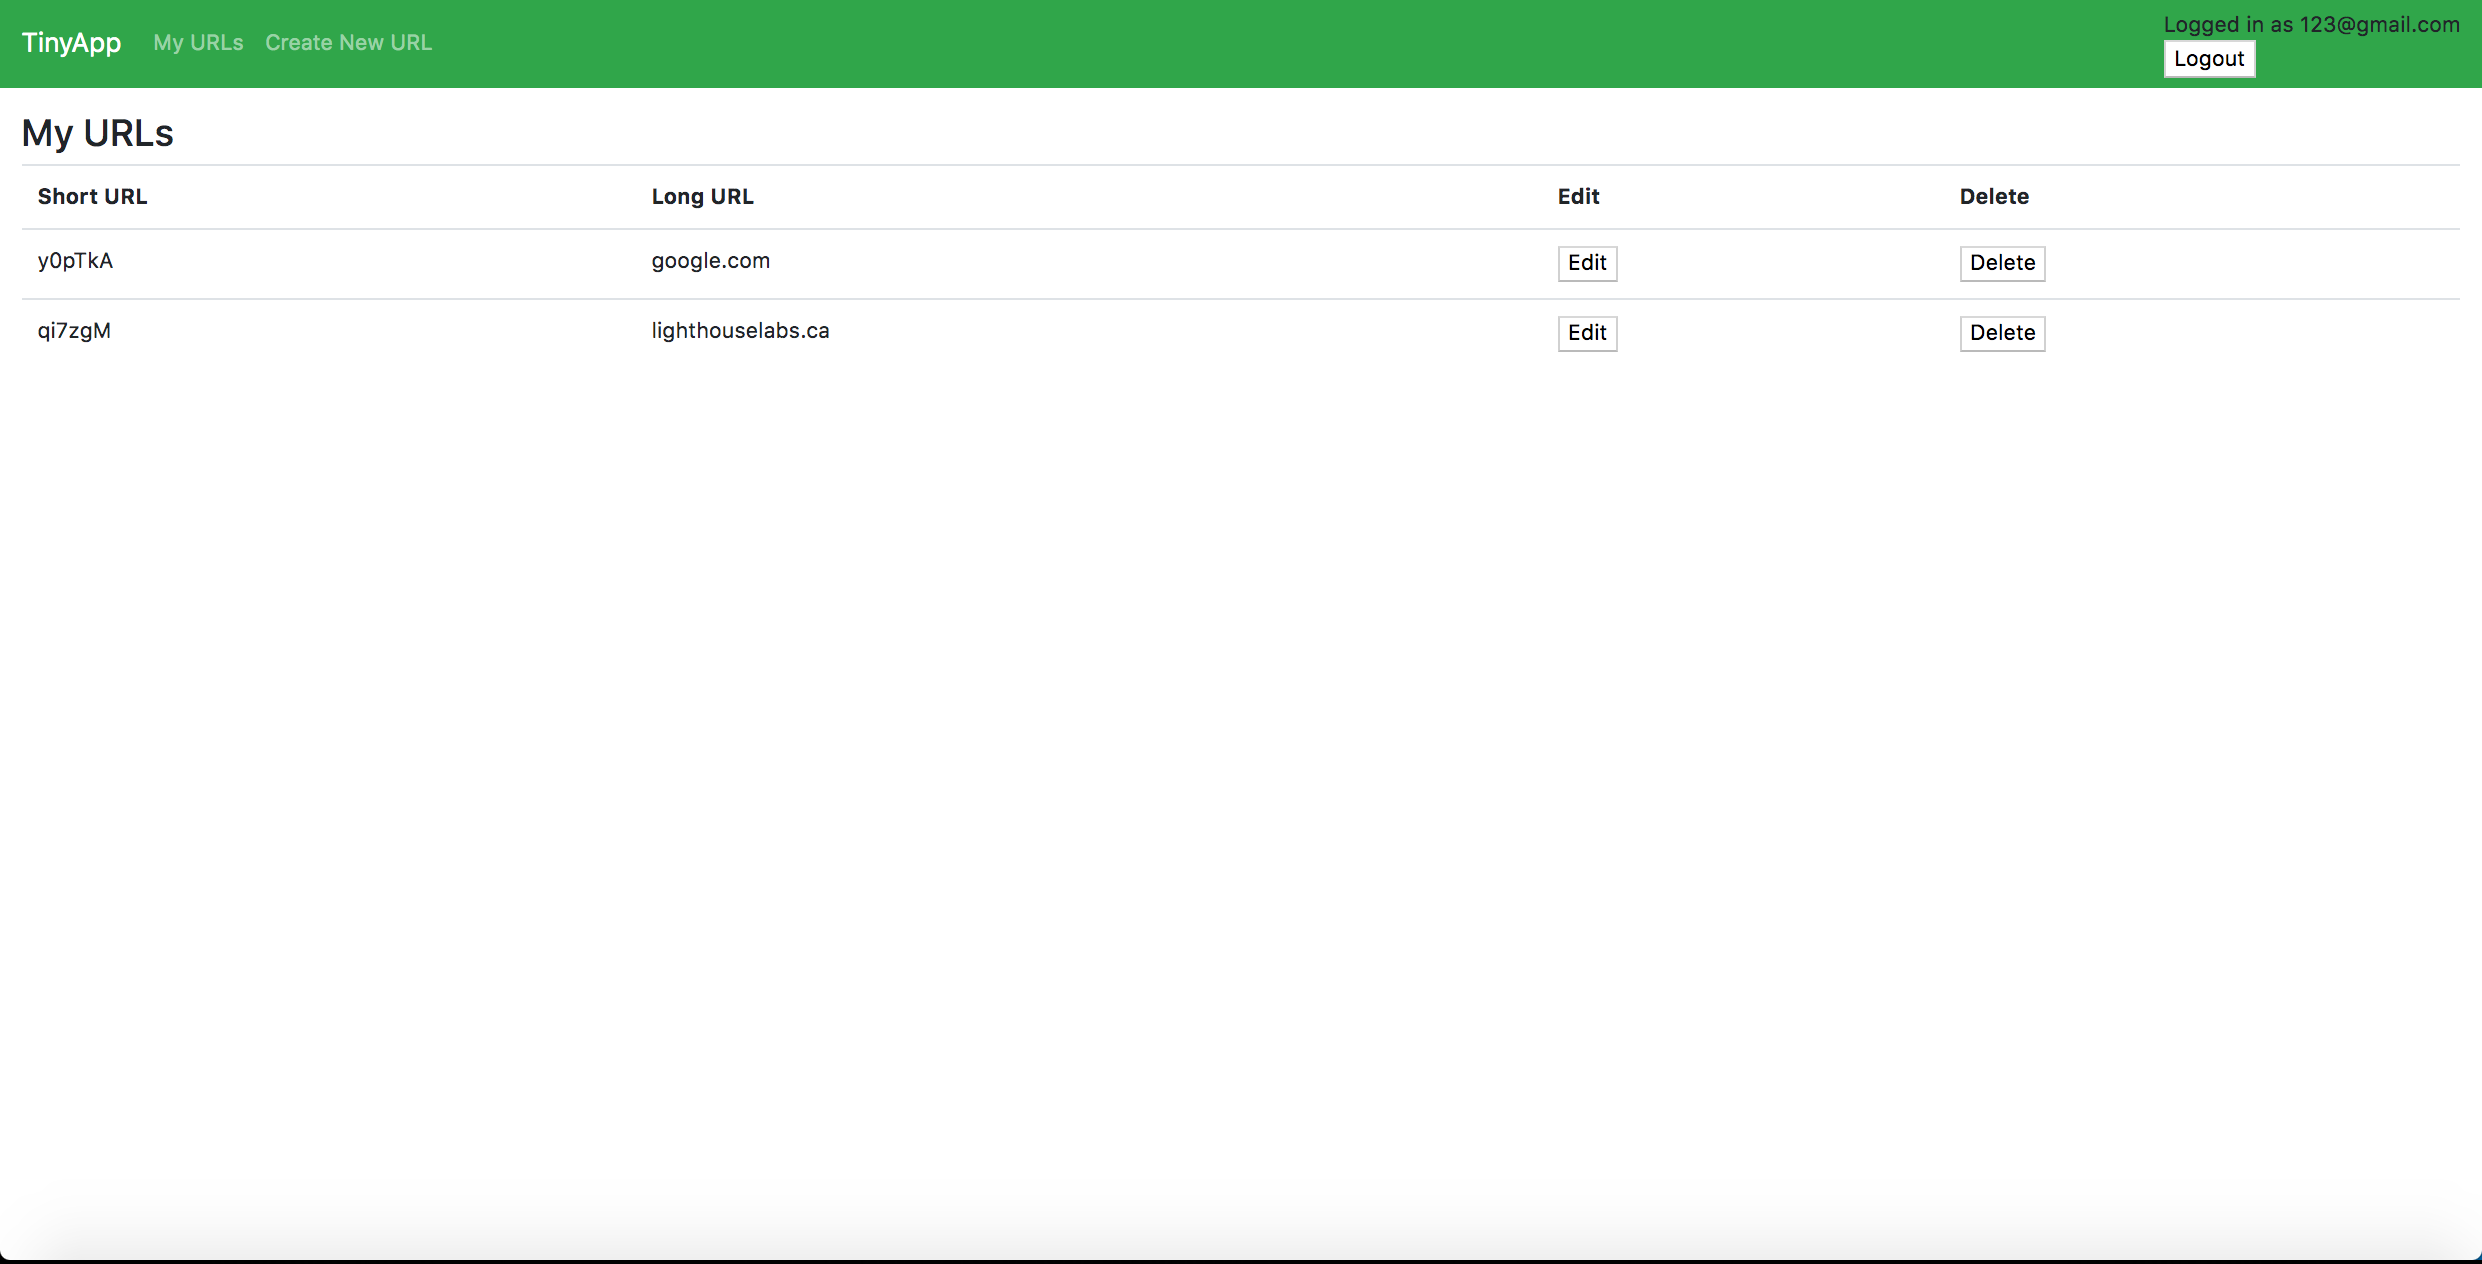 TinyApp My URLs Create New URL Logged in as 123@gmail.com
Logout
My URLs
Short URL Long URL Edit Delete
y0pTkA google.com Edit Delete
qi7zgM lighthouselabs.ca Edit Delete